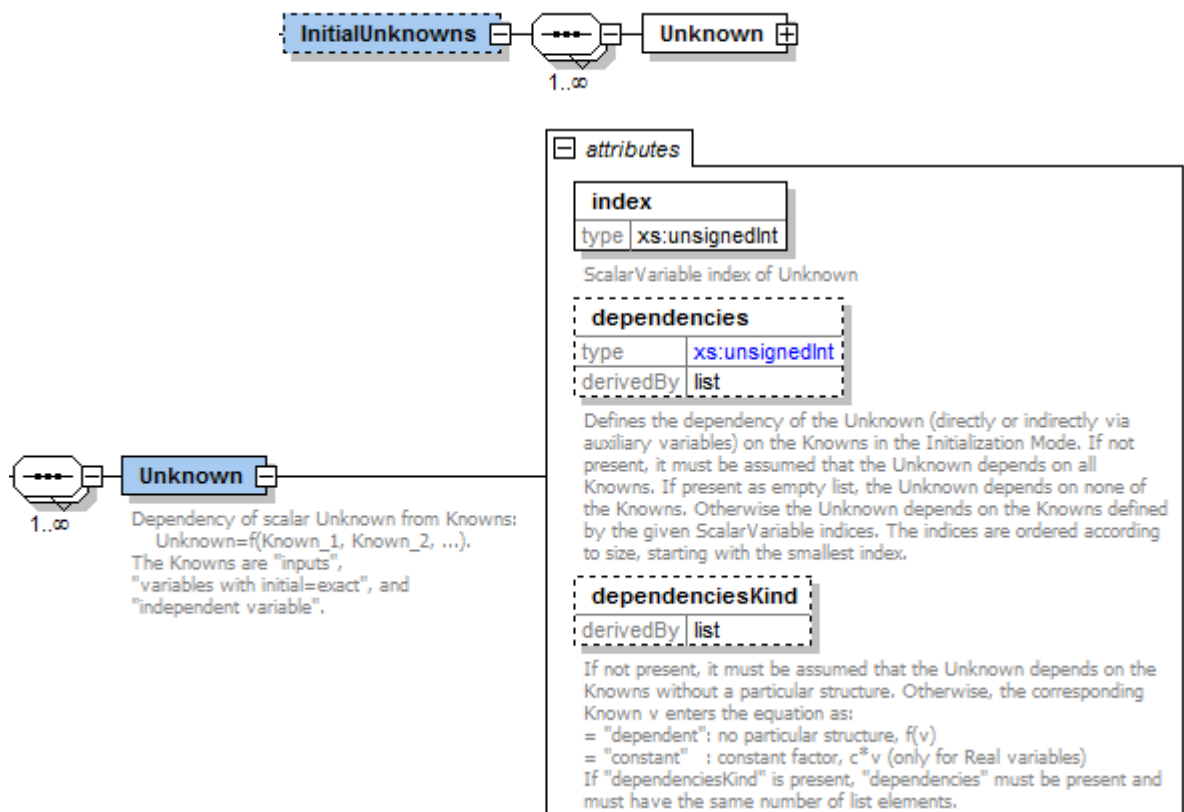 InitialUnknowns
Unknown
1..∞
attributes
index
type xs:unsignedInt
ScalarVariable index of Unknown
dependencies
type xs:unsignedInt
derivedBy list
Defines the dependency of the Unknown (directly or indirectly via
auxiliary variables) on the Knowns in the Initialization Mode. If not
present, it must be assumed that the Unknown depends on all
Knowns. If present as empty list, the Unknown depends on none of
the Knowns. Otherwise the Unknown depends on the Knowns defined
by the given ScalarVariable indices. The indices are ordered according
to size, starting with the smallest index.
Unknown
1..∞
Dependency of scalar Unknown from Knowns:
Unknown=f(Known_1, Known_2, ...).
The Knowns are "inputs",
"variables with initial=exact", and
"independent variable".
dependenciesKind
derivedBy list
If not present, it must be assumed that the Unknown depends on the
Knowns without a particular structure. Otherwise, the corresponding
Known v enters the equation as:
= "dependent": no particular structure, f(v)
= "constant" : constant factor, c*v (only for Real variables)
If "dependenciesKind" is present, "dependencies" must be present and
must have the same number of list elements.